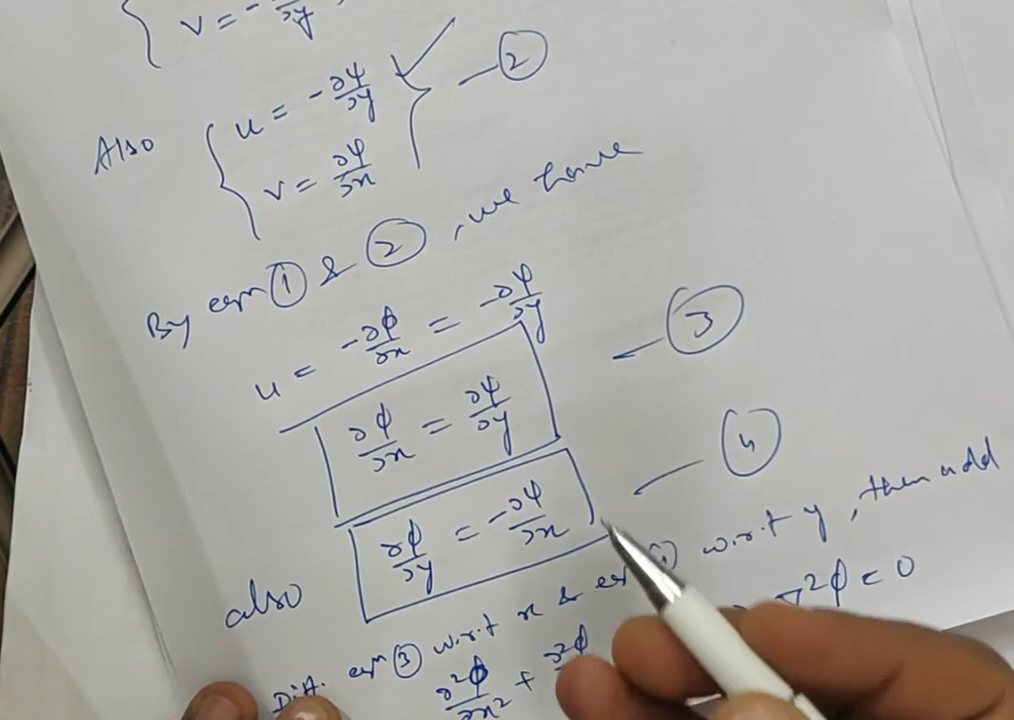 v = -∂/∂y,
Also { u = -∂ψ/∂y } — ②
v = ∂ψ/∂x
By eqn ① & ②, we have
u = -∂φ/∂x = -∂ψ/∂y
∂φ/∂x = ∂ψ/∂y — ③
also ∂φ/∂y = -∂ψ/∂x — ④
Diff. eqn ③ w.r.t x & eqn w.r.t y, then add
∂²φ/∂x² + ∂²φ ∇²φ = 0